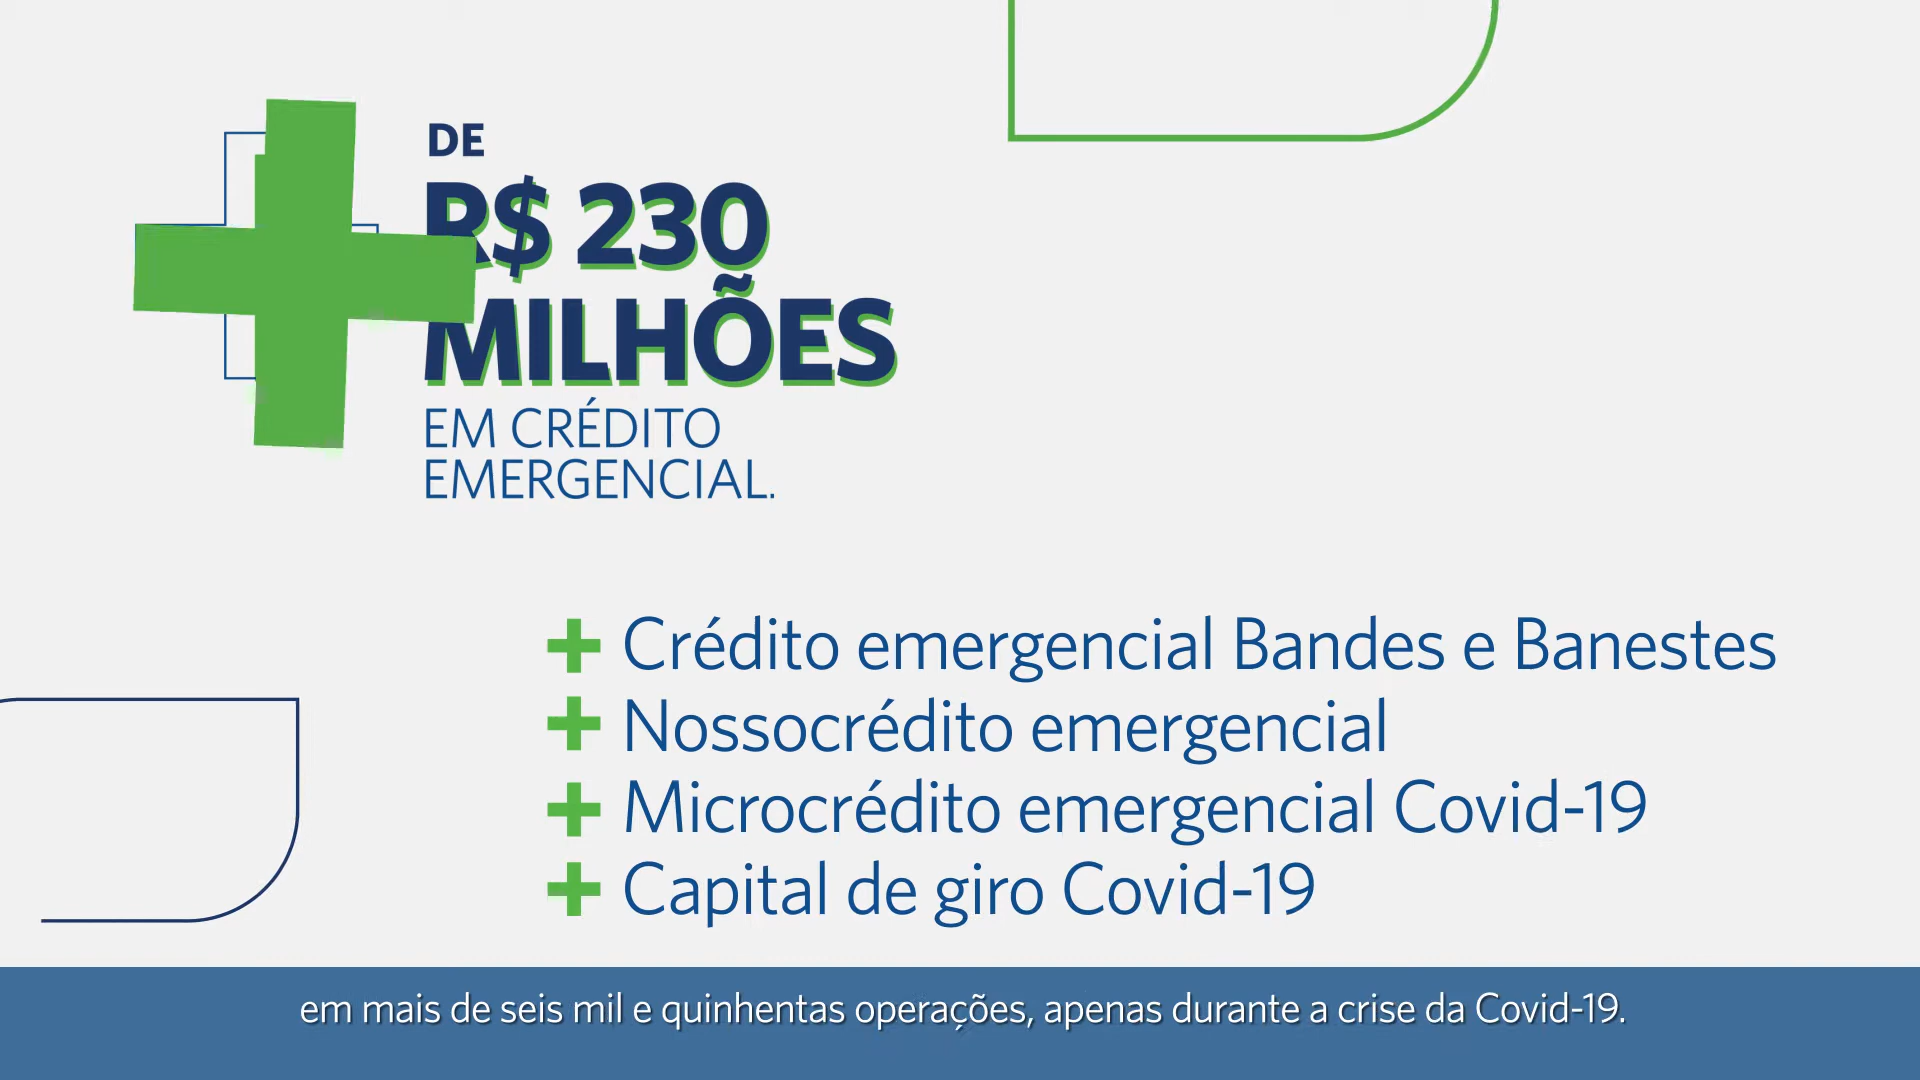 DE
R$ 230
MILHÕES
EM CRÉDITO
EMERGENCIAL.
+ Crédito emergencial Bandes e Banestes
+ Nossocrédito emergencial
+ Microcrédito emergencial Covid-19
+ Capital de giro Covid-19
em mais de seis mil e quinhentas operações, apenas durante a crise da Covid-19.